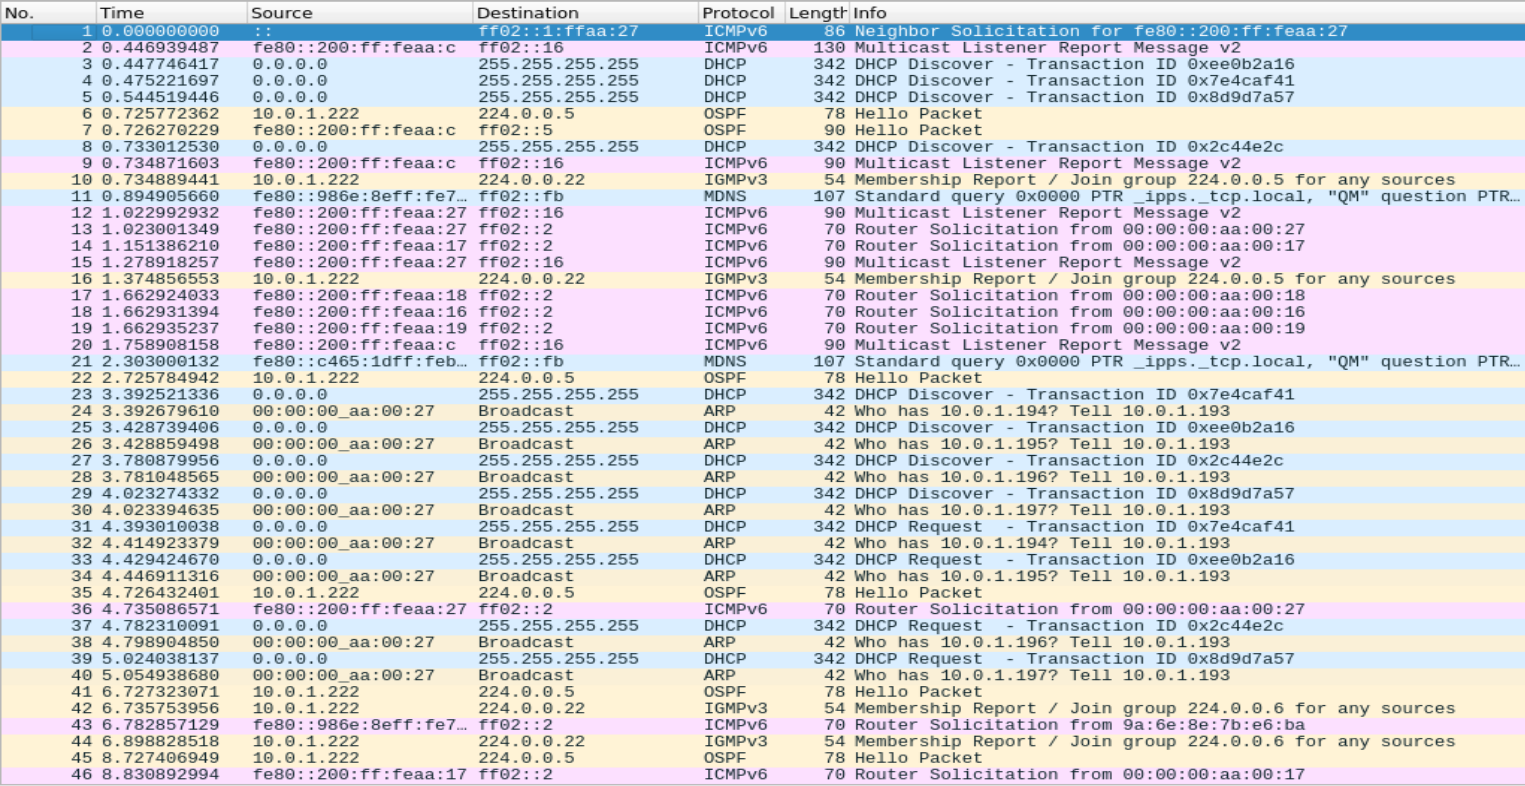 No. Time Source Destination Protocol Length Info
1 0.000000000 :: ff02::1:ffaa:27 ICMPv6 86 Neighbor Solicitation for fe80::200:ff:feaa:27
2 0.446939487 fe80::200:ff:feaa:c ff02::16 ICMPv6 130 Multicast Listener Report Message v2
3 0.447746417 0.0.0.0 255.255.255.255 DHCP 342 DHCP Discover - Transaction ID 0xee0b2a16
4 0.475221697 0.0.0.0 255.255.255.255 DHCP 342 DHCP Discover - Transaction ID 0x7e4caf41
5 0.544519446 0.0.0.0 255.255.255.255 DHCP 342 DHCP Discover - Transaction ID 0x8d9d7a57
6 0.725772362 10.0.1.222 224.0.0.5 OSPF 78 Hello Packet
7 0.726270229 fe80::200:ff:feaa:c ff02::5 OSPF 90 Hello Packet
8 0.733012530 0.0.0.0 255.255.255.255 DHCP 342 DHCP Discover - Transaction ID 0x2c44e2c
9 0.734871603 fe80::200:ff:feaa:c ff02::16 ICMPv6 90 Multicast Listener Report Message v2
10 0.734889441 10.0.1.222 224.0.0.22 IGMPv3 54 Membership Report / Join group 224.0.0.5 for any sources
11 0.894905660 fe80::986e:8eff:fe7… ff02::fb MDNS 107 Standard query 0x0000 PTR _ipps._tcp.local, "QM" question PTR…
12 1.022992932 fe80::200:ff:feaa:27 ff02::16 ICMPv6 90 Multicast Listener Report Message v2
13 1.023001349 fe80::200:ff:feaa:27 ff02::2 ICMPv6 70 Router Solicitation from 00:00:00:aa:00:27
14 1.151386210 fe80::200:ff:feaa:17 ff02::2 ICMPv6 70 Router Solicitation from 00:00:00:aa:00:17
15 1.278918257 fe80::200:ff:feaa:27 ff02::16 ICMPv6 90 Multicast Listener Report Message v2
16 1.374856553 10.0.1.222 224.0.0.22 IGMPv3 54 Membership Report / Join group 224.0.0.5 for any sources
17 1.662924033 fe80::200:ff:feaa:18 ff02::2 ICMPv6 70 Router Solicitation from 00:00:00:aa:00:18
18 1.662931394 fe80::200:ff:feaa:16 ff02::2 ICMPv6 70 Router Solicitation from 00:00:00:aa:00:16
19 1.662935237 fe80::200:ff:feaa:19 ff02::2 ICMPv6 70 Router Solicitation from 00:00:00:aa:00:19
20 1.758908158 fe80::200:ff:feaa:c ff02::16 ICMPv6 90 Multicast Listener Report Message v2
21 2.303000132 fe80::c465:1dff:feb… ff02::fb MDNS 107 Standard query 0x0000 PTR _ipps._tcp.local, "QM" question PTR…
22 2.725784942 10.0.1.222 224.0.0.5 OSPF 78 Hello Packet
23 3.392521336 0.0.0.0 255.255.255.255 DHCP 342 DHCP Discover - Transaction ID 0x7e4caf41
24 3.392679610 00:00:00_aa:00:27 Broadcast ARP 42 Who has 10.0.1.194? Tell 10.0.1.193
25 3.428739406 0.0.0.0 255.255.255.255 DHCP 342 DHCP Discover - Transaction ID 0xee0b2a16
26 3.428859498 00:00:00_aa:00:27 Broadcast ARP 42 Who has 10.0.1.195? Tell 10.0.1.193
27 3.780879956 0.0.0.0 255.255.255.255 DHCP 342 DHCP Discover - Transaction ID 0x2c44e2c
28 3.781048565 00:00:00_aa:00:27 Broadcast ARP 42 Who has 10.0.1.196? Tell 10.0.1.193
29 4.023274332 0.0.0.0 255.255.255.255 DHCP 342 DHCP Discover - Transaction ID 0x8d9d7a57
30 4.023394635 00:00:00_aa:00:27 Broadcast ARP 42 Who has 10.0.1.197? Tell 10.0.1.193
31 4.393010038 0.0.0.0 255.255.255.255 DHCP 342 DHCP Request - Transaction ID 0x7e4caf41
32 4.414923379 00:00:00_aa:00:27 Broadcast ARP 42 Who has 10.0.1.194? Tell 10.0.1.193
33 4.429424670 0.0.0.0 255.255.255.255 DHCP 342 DHCP Request - Transaction ID 0xee0b2a16
34 4.446911316 00:00:00_aa:00:27 Broadcast ARP 42 Who has 10.0.1.195? Tell 10.0.1.193
35 4.726432401 10.0.1.222 224.0.0.5 OSPF 78 Hello Packet
36 4.735086571 fe80::200:ff:feaa:27 ff02::2 ICMPv6 70 Router Solicitation from 00:00:00:aa:00:27
37 4.782310091 0.0.0.0 255.255.255.255 DHCP 342 DHCP Request - Transaction ID 0x2c44e2c
38 4.798904850 00:00:00_aa:00:27 Broadcast ARP 42 Who has 10.0.1.196? Tell 10.0.1.193
39 5.024038137 0.0.0.0 255.255.255.255 DHCP 342 DHCP Request - Transaction ID 0x8d9d7a57
40 5.054938680 00:00:00_aa:00:27 Broadcast ARP 42 Who has 10.0.1.197? Tell 10.0.1.193
41 6.727323071 10.0.1.222 224.0.0.5 OSPF 78 Hello Packet
42 6.735753956 10.0.1.222 224.0.0.22 IGMPv3 54 Membership Report / Join group 224.0.0.6 for any sources
43 6.782857129 fe80::986e:8eff:fe7… ff02::2 ICMPv6 70 Router Solicitation from 9a:6e:8e:7b:e6:ba
44 6.898828518 10.0.1.222 224.0.0.22 IGMPv3 54 Membership Report / Join group 224.0.0.6 for any sources
45 8.727406949 10.0.1.222 224.0.0.5 OSPF 78 Hello Packet
46 8.830892994 fe80::200:ff:feaa:17 ff02::2 ICMPv6 70 Router Solicitation from 00:00:00:aa:00:17